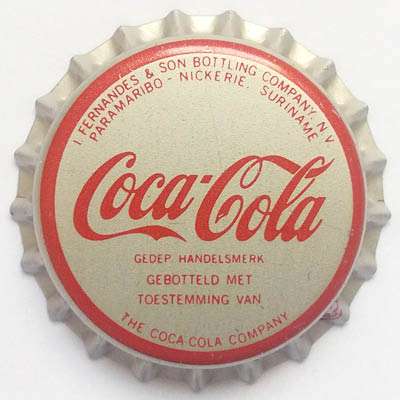 I. FERNANDES & SON BOTTLING COMPANY, N.V.
PARAMARIBO - NICKERIE, SURINAME
Coca-Cola
GEDEP. HANDELSMERK
GEBOTTELD MET
TOESTEMMING VAN
THE COCA-COLA COMPANY